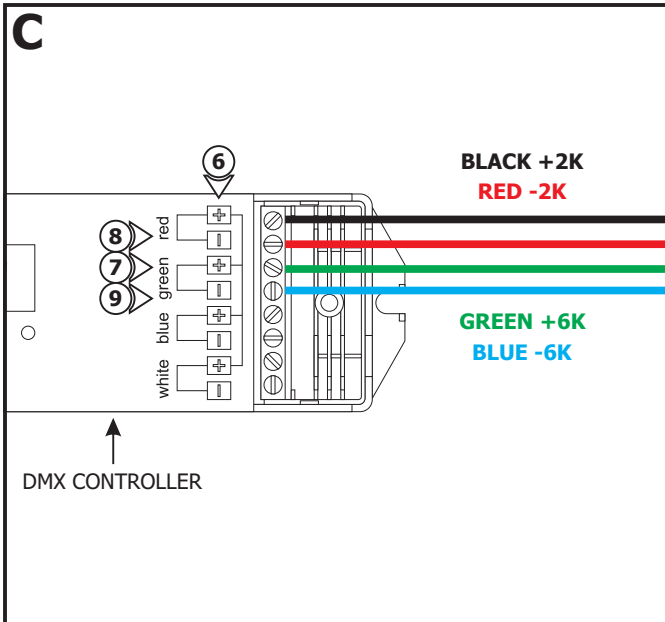 C
6
BLACK +2K
RED -2K
8
red
+
−
7
green
+
−
9
blue
+
−
white
+
−
GREEN +6K
BLUE -6K
DMX CONTROLLER